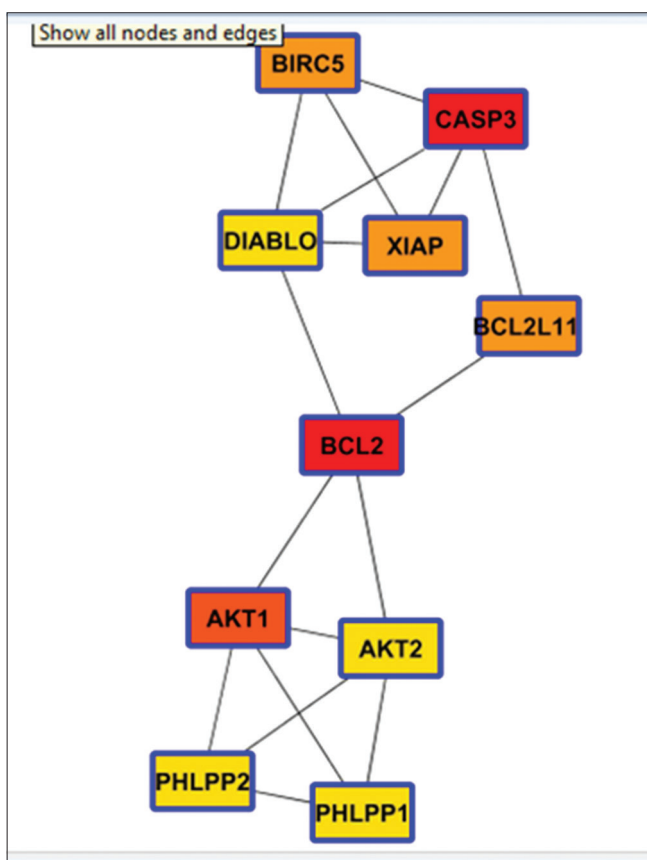 Show all nodes and edges
BIRC5
CASP3
DIABLO
XIAP
BCL2L11
BCL2
AKT1
AKT2
PHLPP2
PHLPP1